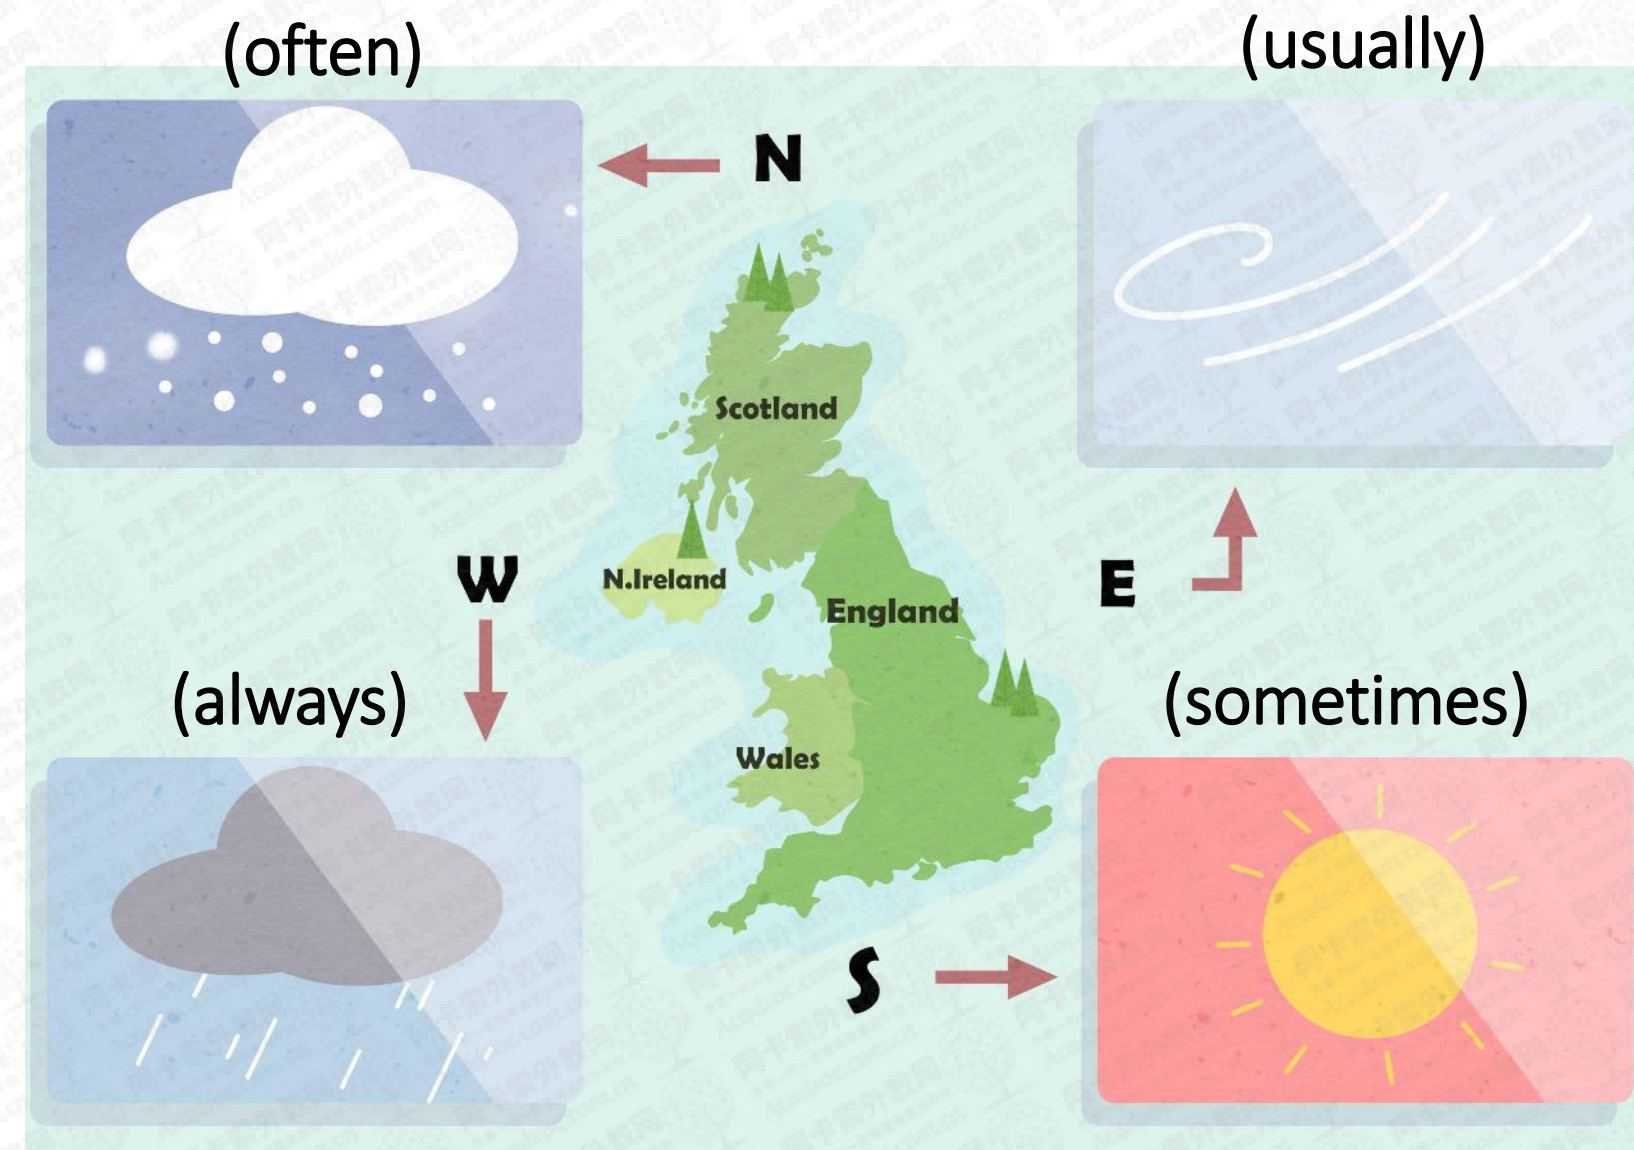 (often)
(usually)
N
Scotland
W
N.Ireland
E
England
(always)
(sometimes)
Wales
S